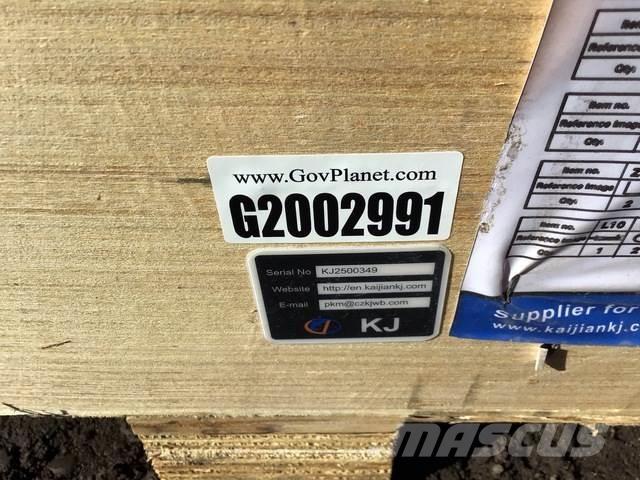 www.GovPlanet.com
G2002991
Serial No KJ2500349
Website http://en.kaijiankj.com
E-mail pkm@czkjwb.com
KJ
Reference
Qty.
Item no.
Reference Image
Qty.
Item no. Z
Reference Image
Qty. 2
Item no. L10
Reference Image
Qty. 1 2
Supplier for
www.kaijiankj.c
MASCUS